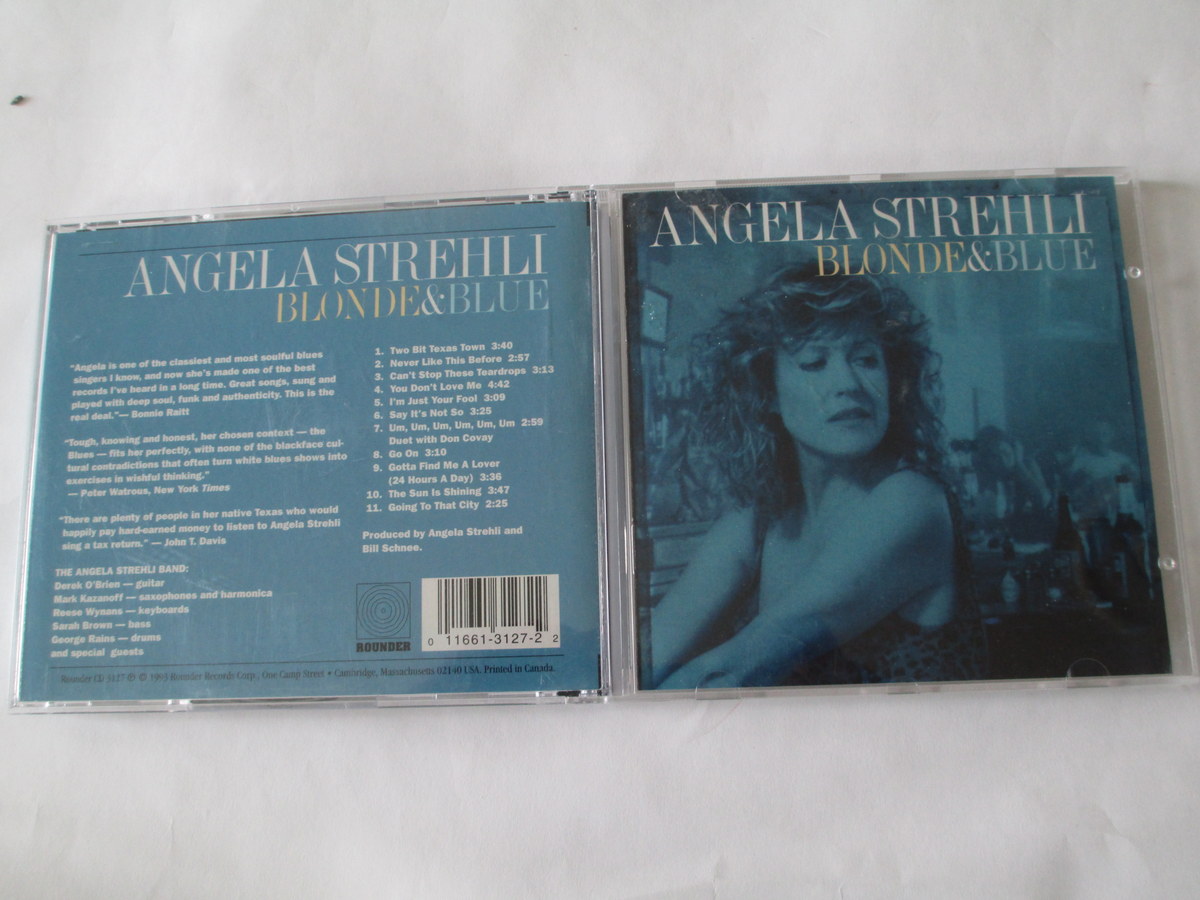 ANGELA STREHLI
BLONDE&BLUE
"Angela is one of the classiest and most soulful blues
singers I know, and now she's made one of the best
records I've heard in a long time. Great songs, sung and
played with deep soul, funk and authenticity. This is the
real deal."— Bonnie Raitt
"Tough, knowing and honest, her chosen context — the
Blues — fits her perfectly, with none of the blackface cul-
tural contradictions that often turn white blues shows into
exercises in wishful thinking."
— Peter Watrous, New York Times
"There are plenty of people in her native Texas who would
happily pay hard-earned money to listen to Angela Strehli
sing a tax return." — John T. Davis
THE ANGELA STREHLI BAND:
Derek O'Brien — guitar
Mark Kazanoff — saxophones and harmonica
Reese Wynans — keyboards
Sarah Brown — bass
George Rains — drums
and special guests
1. Two Bit Texas Town 3:40
2. Never Like This Before 2:57
3. Can't Stop These Teardrops 3:13
4. You Don't Love Me 4:42
5. I'm Just Your Fool 3:09
6. Say It's Not So 3:25
7. Um, Um, Um, Um, Um, Um 2:59
Duet with Don Covay
8. Go On 3:10
9. Gotta Find Me A Lover
(24 Hours A Day) 3:36
10. The Sun Is Shining 3:47
11. Going To That City 2:25
Produced by Angela Strehli and
Bill Schnee.
ROUNDER
0 11661-3127-2 2
Rounder CD 3127 ℗ © 1993 Rounder Records Corp., One Camp Street • Cambridge, Massachusetts 02140 USA. Printed in Canada.
ANGELA STREHLI
BLONDE&BLUE